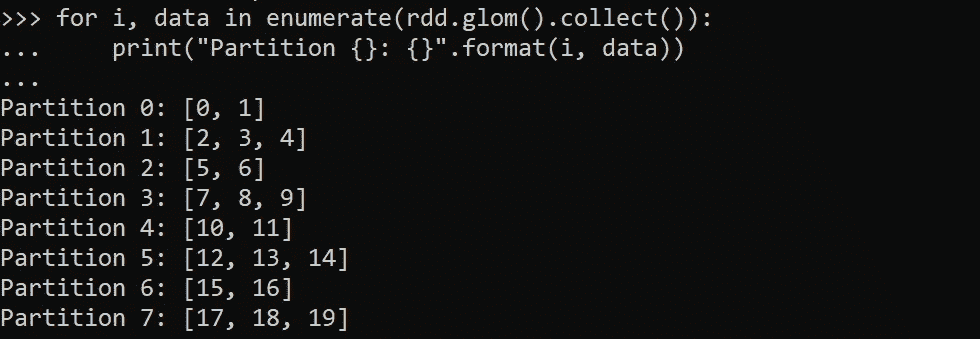 >>> for i, data in enumerate(rdd.glom().collect()):
...     print("Partition {}: {}".format(i, data))
...
Partition 0: [0, 1]
Partition 1: [2, 3, 4]
Partition 2: [5, 6]
Partition 3: [7, 8, 9]
Partition 4: [10, 11]
Partition 5: [12, 13, 14]
Partition 6: [15, 16]
Partition 7: [17, 18, 19]